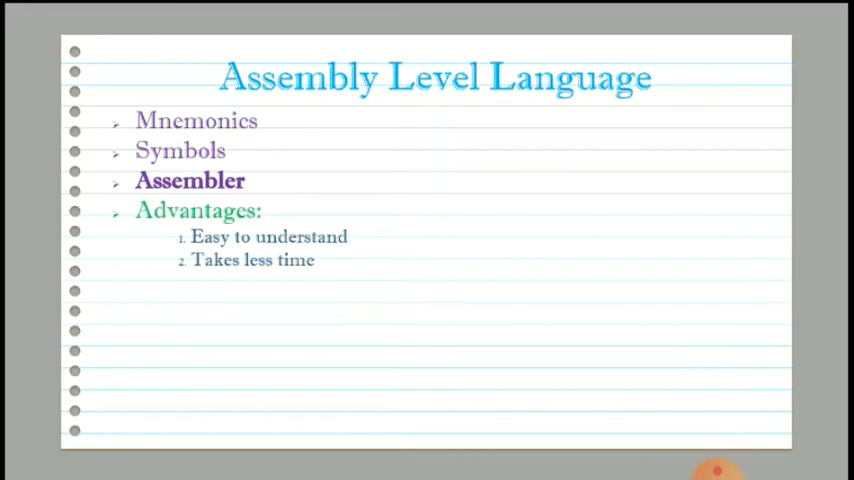 Assembly Level Language
Mnemonics
Symbols
Assembler
Advantages:
1. Easy to understand
2. Takes less time